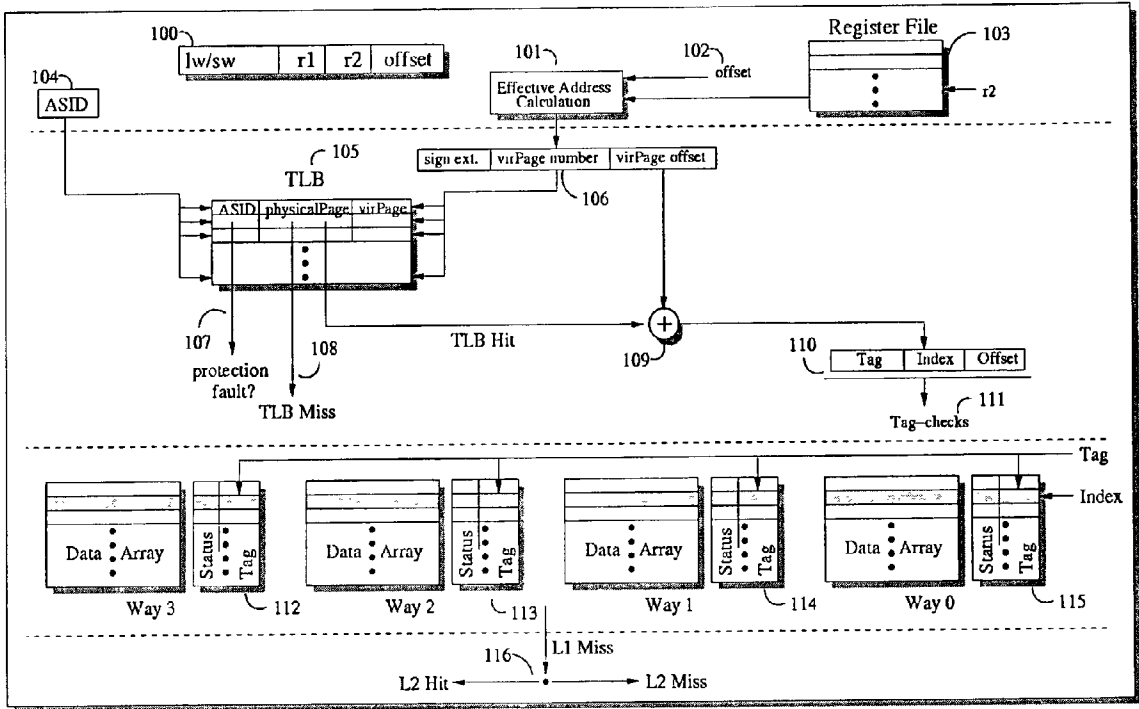 100
lw/sw r1 r2 offset
104
ASID
101
Effective Address
Calculation
102
offset
Register File
103
r2
sign ext. virPage number virPage offset
106
105
TLB
ASID physicalPage virPage
107
protection
fault?
108
TLB Miss
TLB Hit
109
110
Tag Index Offset
111
Tag-checks
Tag
Index
Data Array
Status
Tag
Way 3
112
Data Array
Status
Tag
Way 2
113
Data Array
Status
Tag
Way 1
114
Data Array
Status
Tag
Way 0
115
L1 Miss
116
L2 Hit
L2 Miss